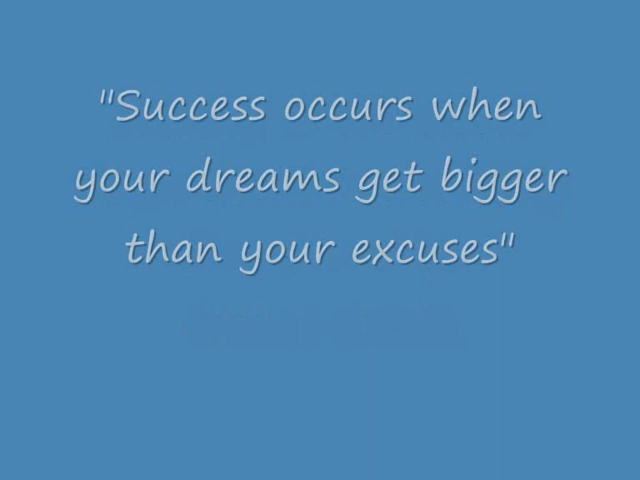 "Success occurs when
your dreams get bigger
than your excuses"